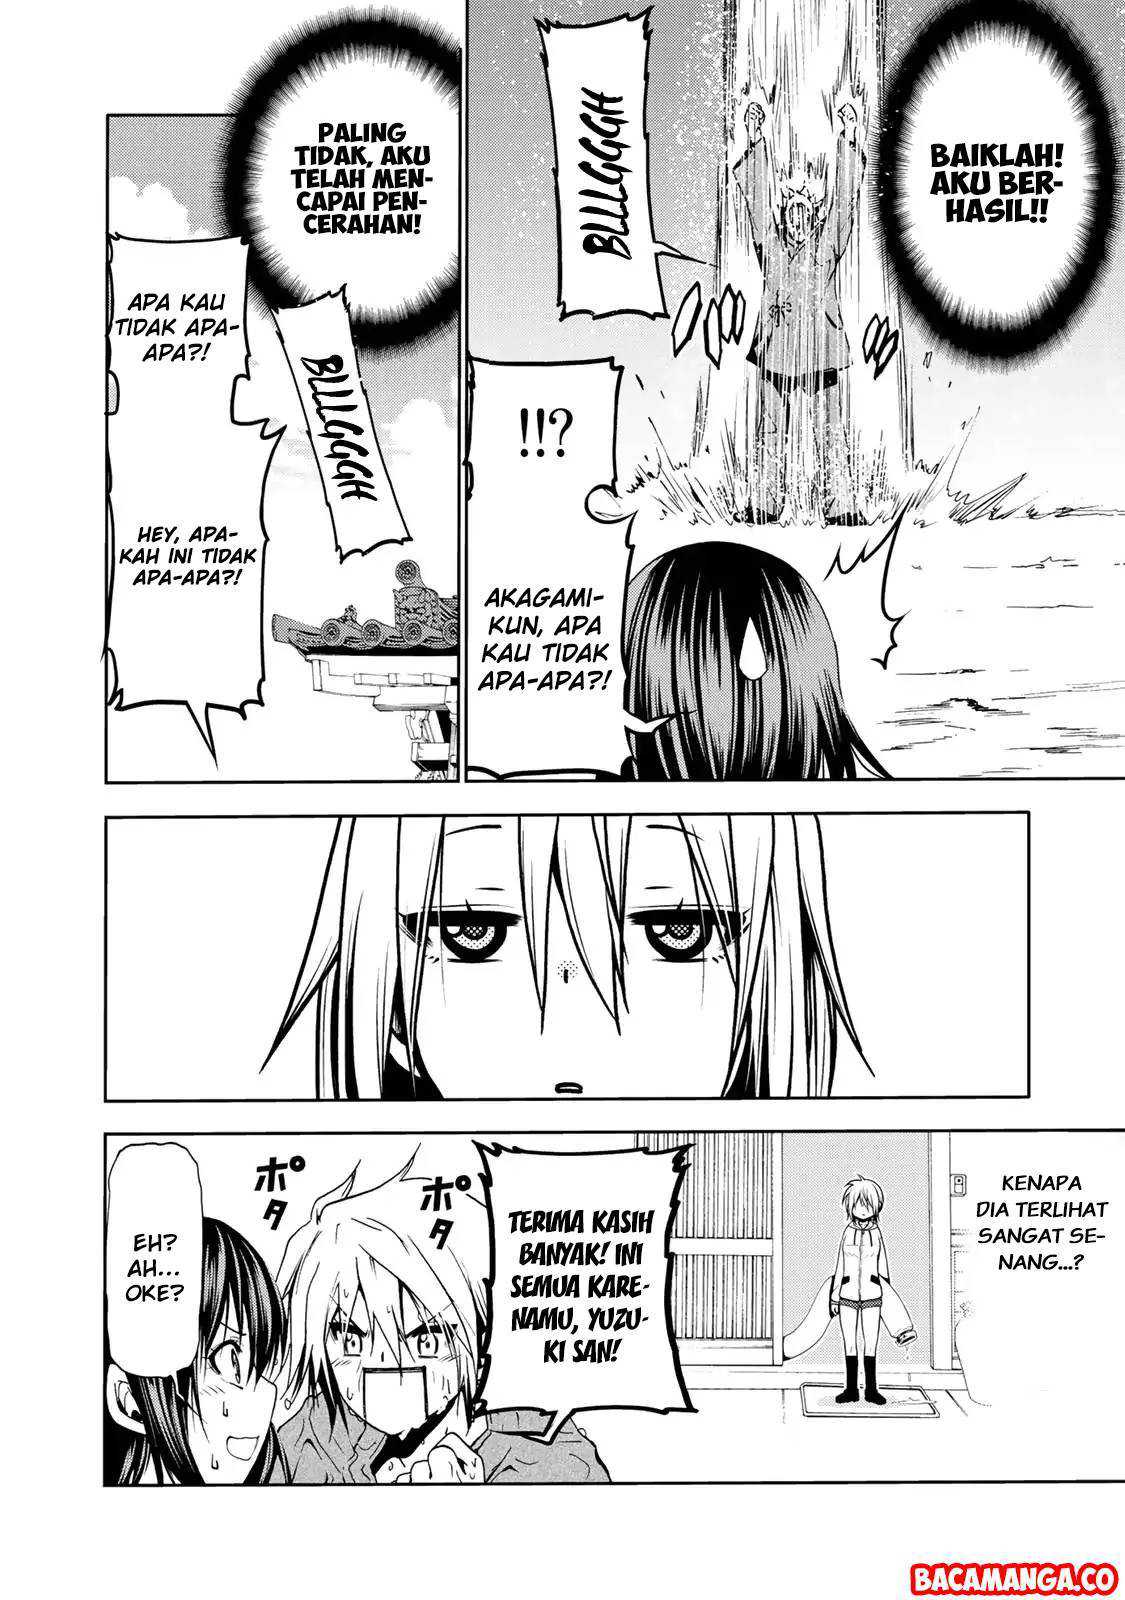 BAIKLAH!
AKU BER-
HASIL!!
BLLLGGGH
!!?
AKAGAMI-
KUN, APA
KAU TIDAK
APA-APA?!
PALING
TIDAK, AKU
TELAH MEN-
CAPAI PEN-
CERAHAN!
BLLLGGGH
APA KAU
TIDAK APA-
APA?!
HEY, APA-
KAH INI TIDAK
APA-APA?!
KENAPA
DIA TERLIHAT
SANGAT SE-
NANG...?
TERIMA KASIH
BANYAK! INI
SEMUA KARE-
NAMU, YUZU-
KI SAN!
ポタ
ポタ
EH?
AH...
OKE?
BACAMANGA.CO